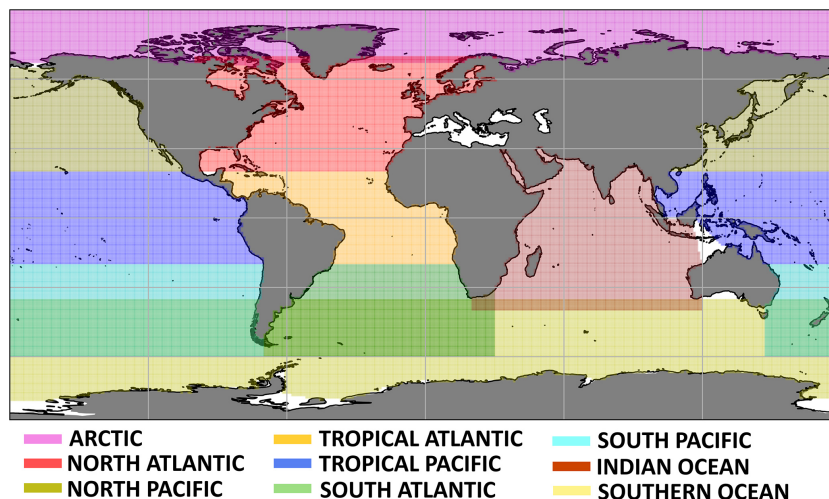 ARCTIC
NORTH ATLANTIC
NORTH PACIFIC
TROPICAL ATLANTIC
TROPICAL PACIFIC
SOUTH ATLANTIC
SOUTH PACIFIC
INDIAN OCEAN
SOUTHERN OCEAN